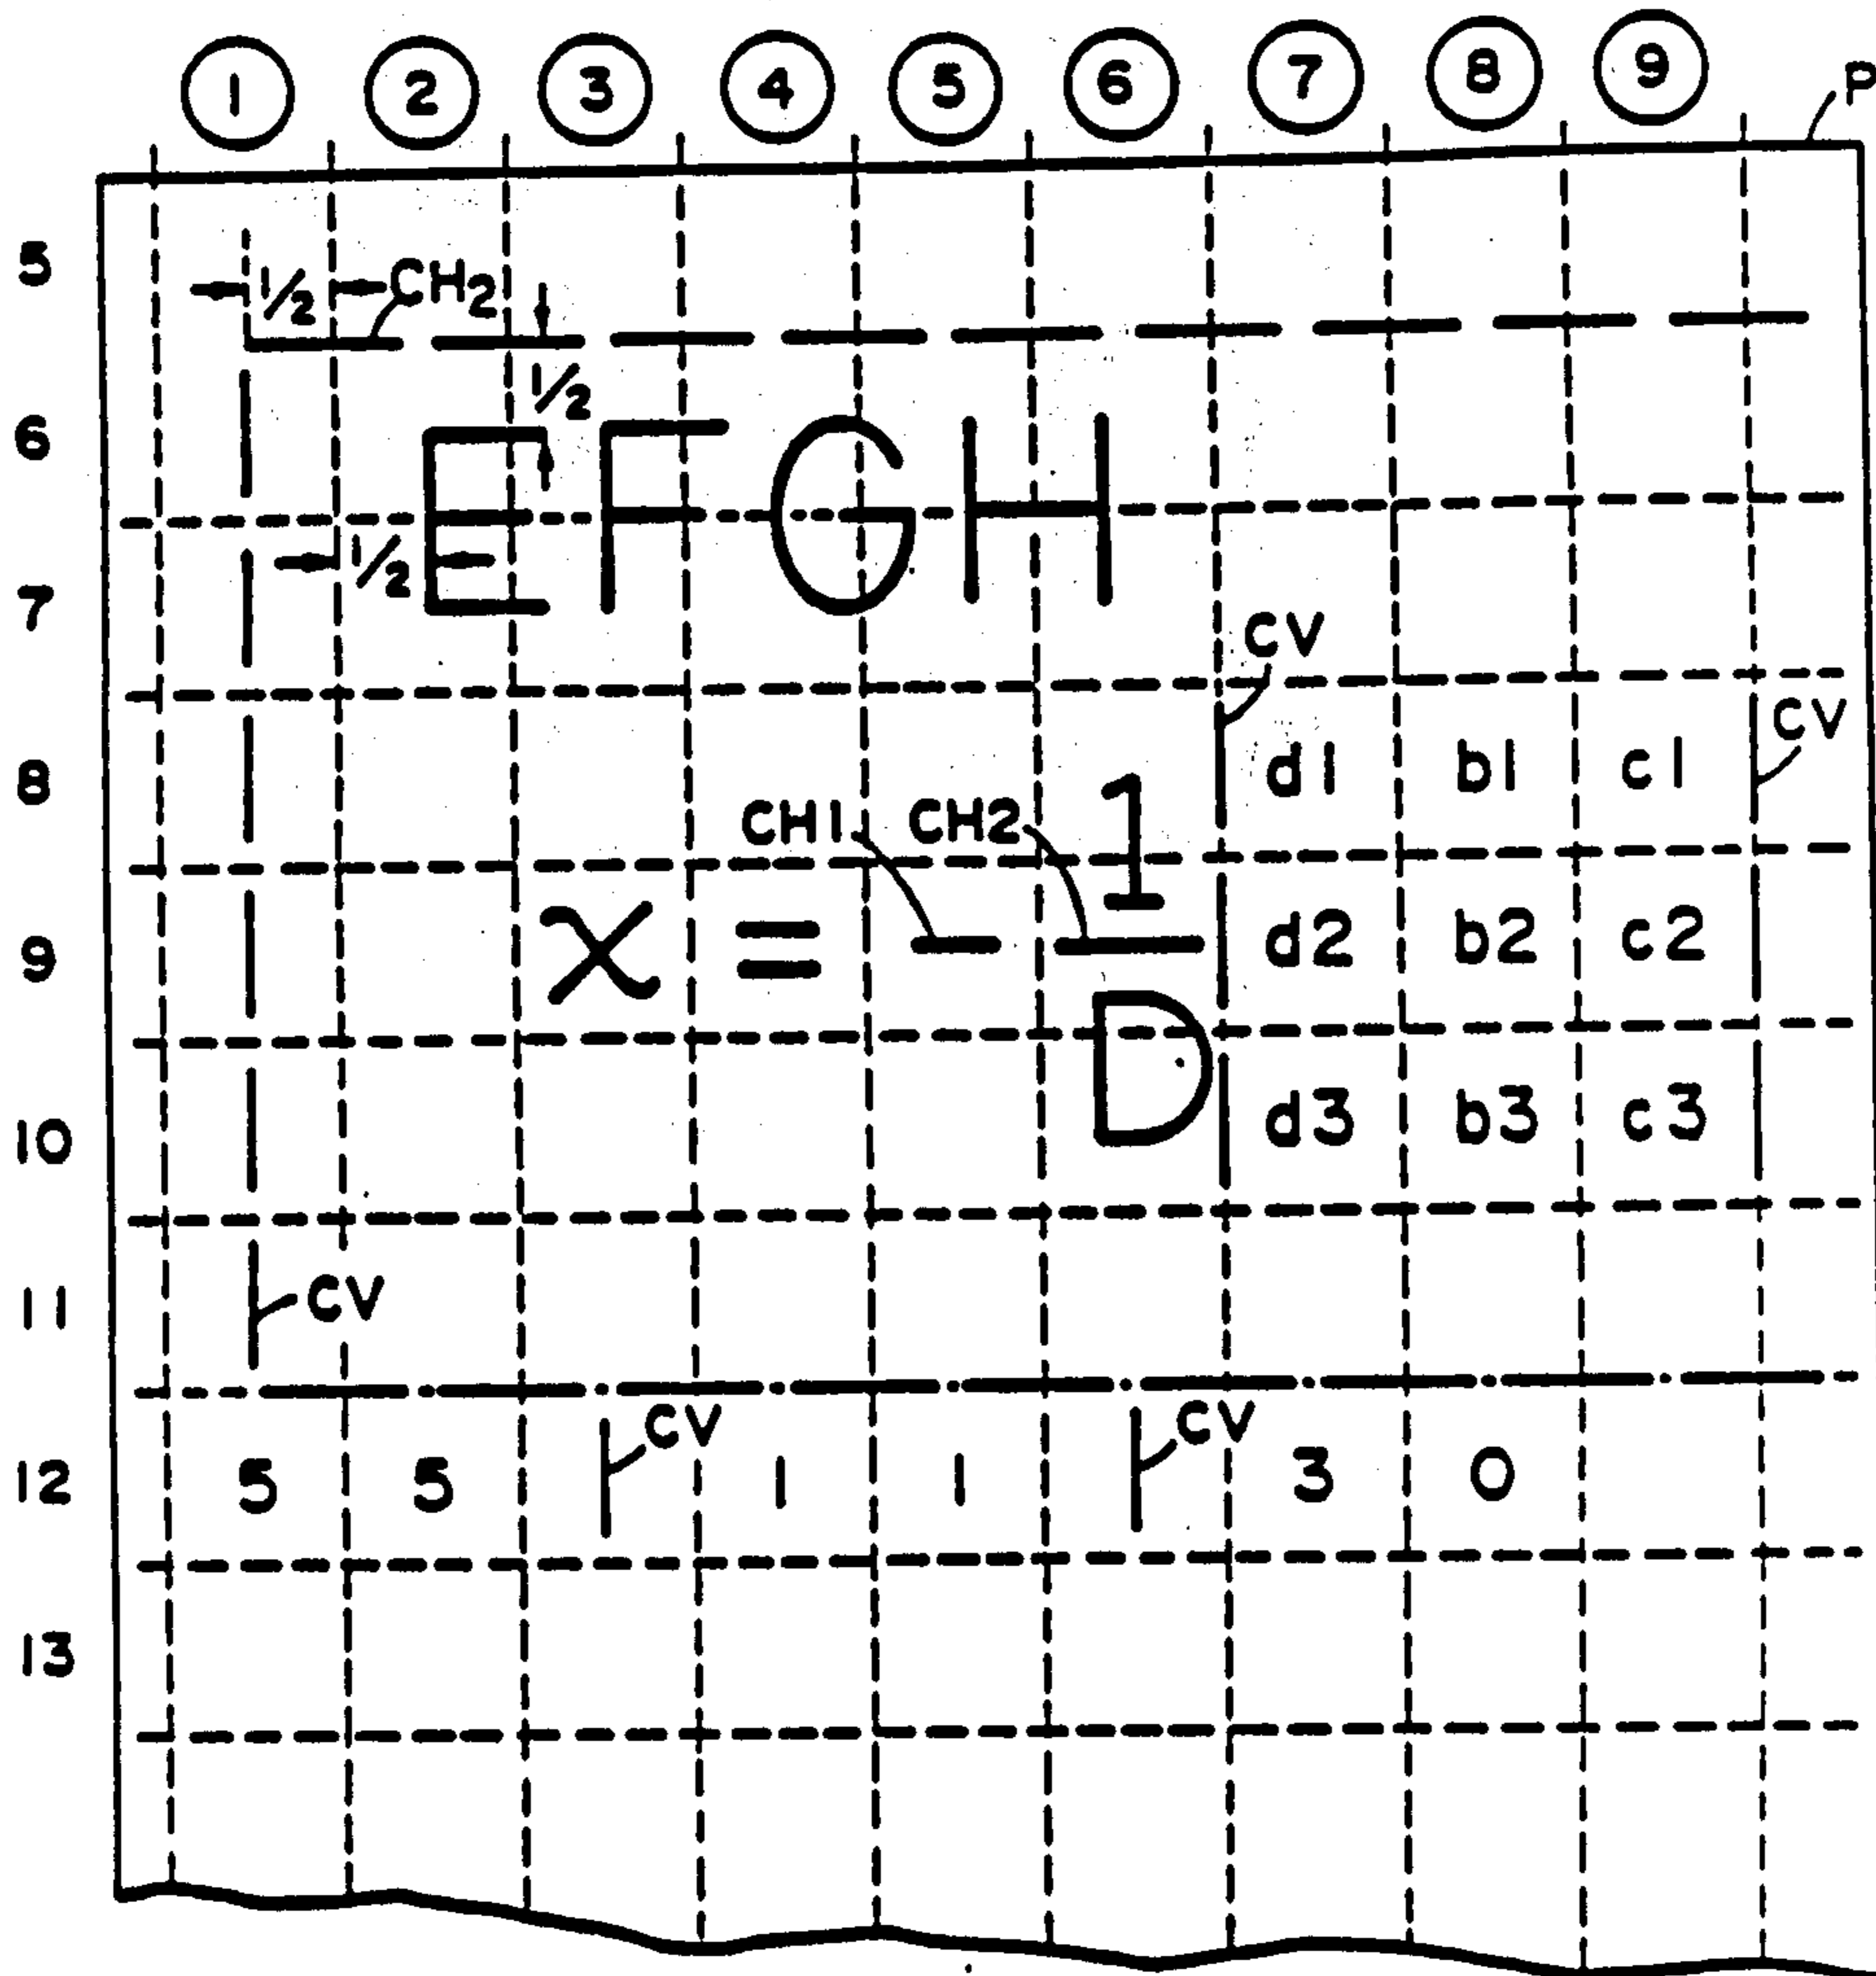 1 2 3 4 5 6 7 8 9 P
5
1/2 CH2
1/2
6
E F G H
1/2
7
CV
CV
8 d1 b1 c1
CH1 CH2 1
9 x = — — d2 b2 c2
D
10 d3 b3 c3
11 CV
CV CV
12 5 5 | 1 1 | 3 0
13